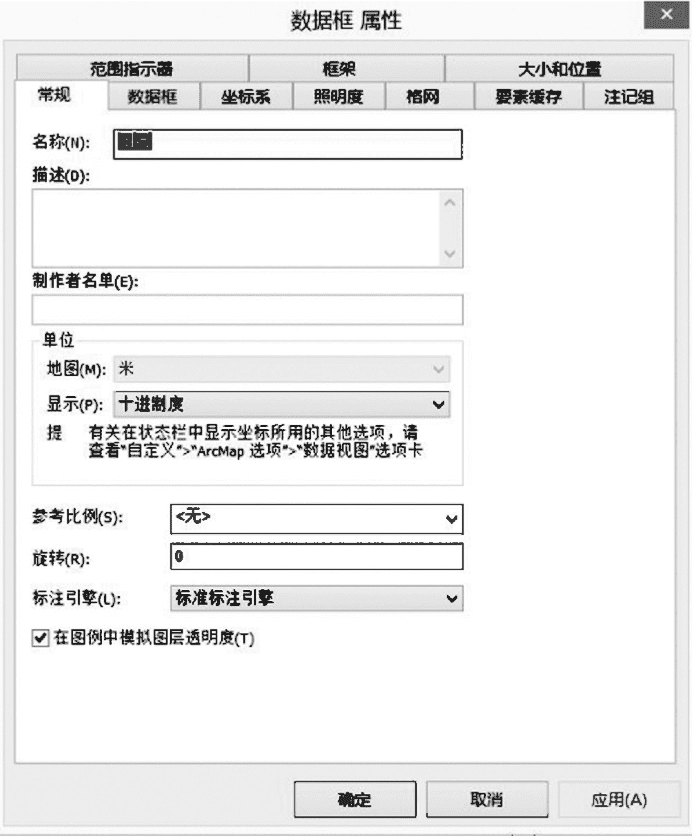 数据框 属性
范围指示器 框架 大小和位置
常规 数据框 坐标系 照明度 格网 要素缓存 注记组
名称(N):
描述(D):
制作者名单(E):
单位
地图(M): 米
显示(P): 十进制度
提 有关在状态栏中显示坐标所用的其他选项，请
查看“自定义”>“ArcMap 选项”>“数据视图”选项卡
参考比例(S): <无>
旋转(R): 0
标注引擎(L): 标准标注引擎
在图例中模拟图层透明度(T)
确定 取消 应用(A)